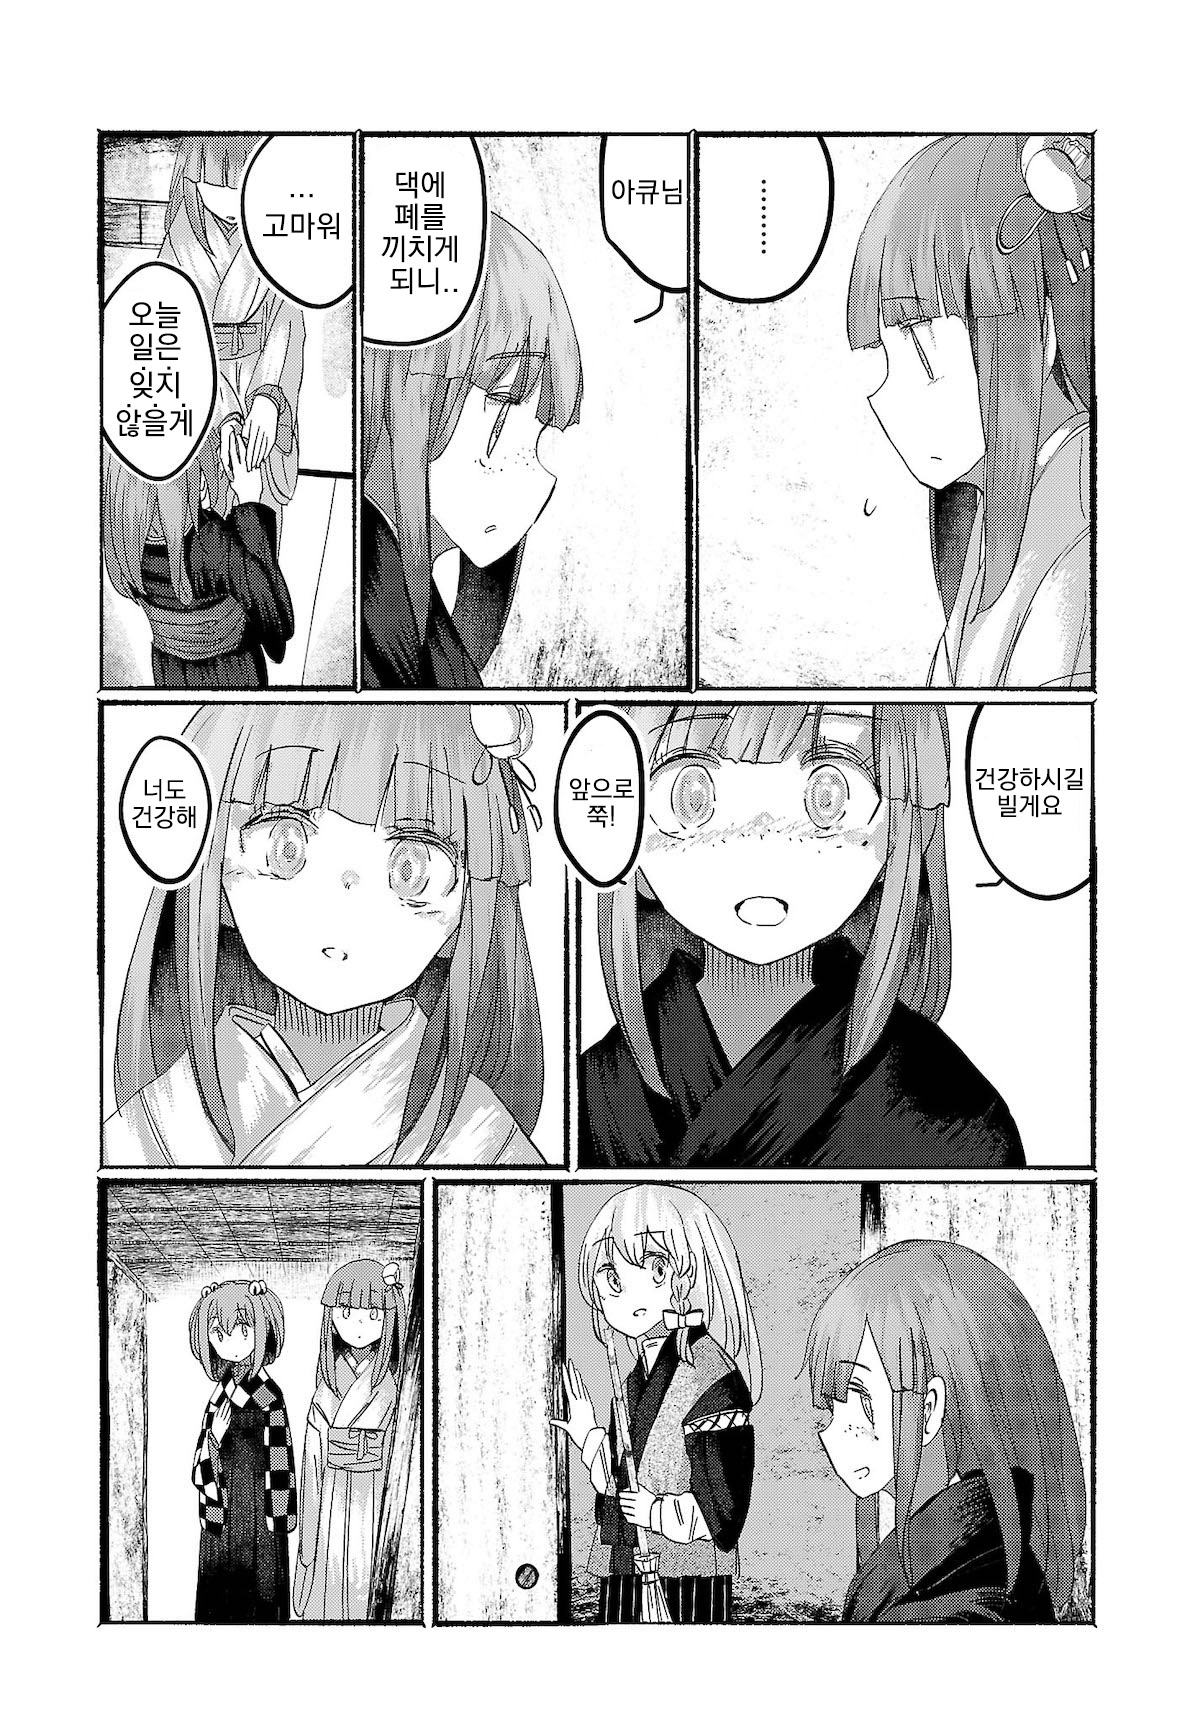 ………
아큐님
댁에
폐를
끼치게
되니..
...
고마워
오늘
일은
잊지
않을게
건강하시길
빌게요
앞으로
쭉!
너도
건강해